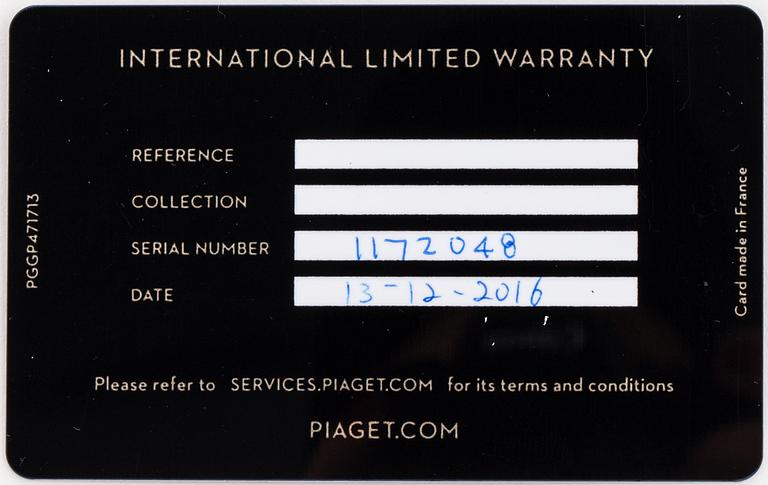 INTERNATIONAL LIMITED WARRANTY
REFERENCE
COLLECTION
SERIAL NUMBER 1172048
DATE 13-12-2016
Please refer to SERVICES.PIAGET.COM for its terms and conditions
PIAGET.COM
PGGP471713
Card made in France